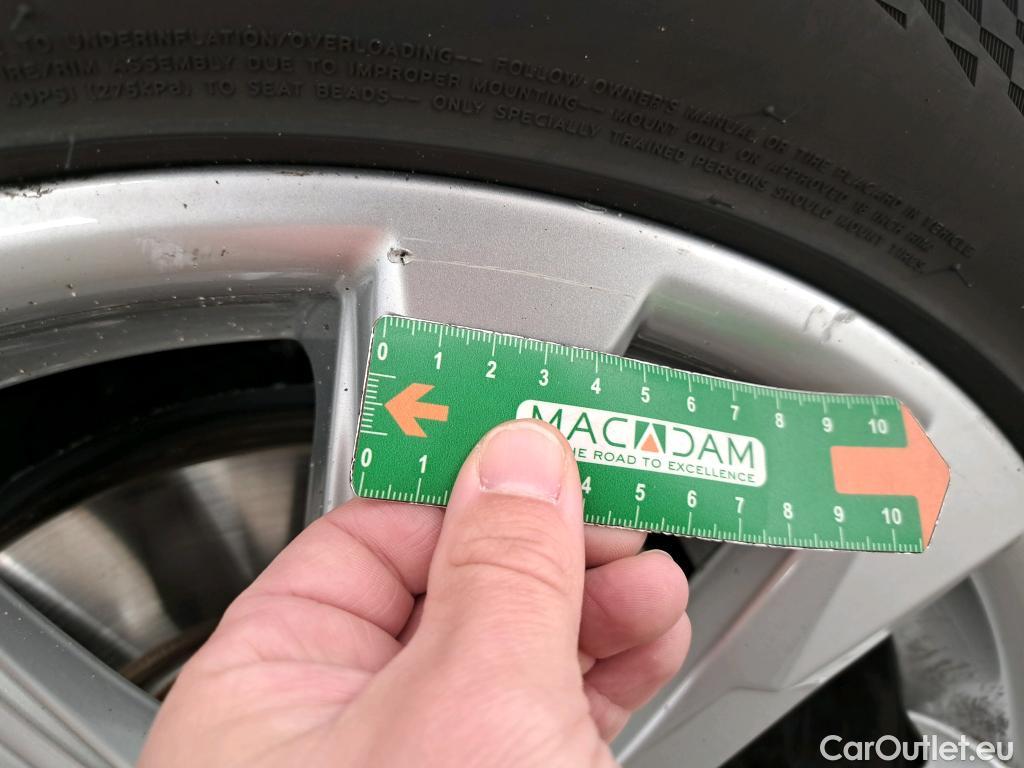 TO UNDERINFLATION/OVERLOADING— FOLLOW OWNER'S MANUAL OR TIRE PLACARD IN VEHICLE
TIRE/RIM ASSEMBLY DUE TO IMPROPER MOUNTING— MOUNT ONLY ON APPROVED 18 INCH RIM.
40PSI (275KPa) TO SEAT BEADS— ONLY SPECIALLY TRAINED PERSONS SHOULD MOUNT TIRES.
0 1 2 3 4 5 6 7 8 9 10
MACADAM
THE ROAD TO EXCELLENCE
0 1 4 5 6 7 8 9 10
CarOutlet.eu